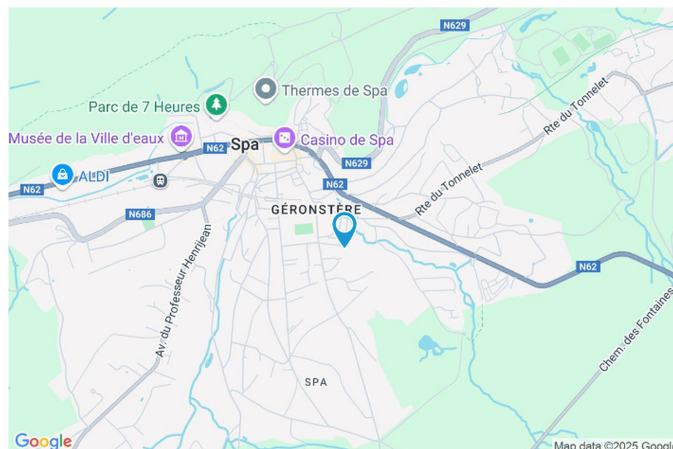 N629
Thermes de Spa
Parc de 7 Heures
Rte du Tonnelet
Musée de la Ville d'eaux
N62
Spa
Casino de Spa
N629
ALDI
N62
N62
Rte du Tonnelet
N686
GÉRONSTÈRE
Av. du Professeur Henrijean
N62
Chem. des Fontaines
SPA
Google
Map data ©2025 Google